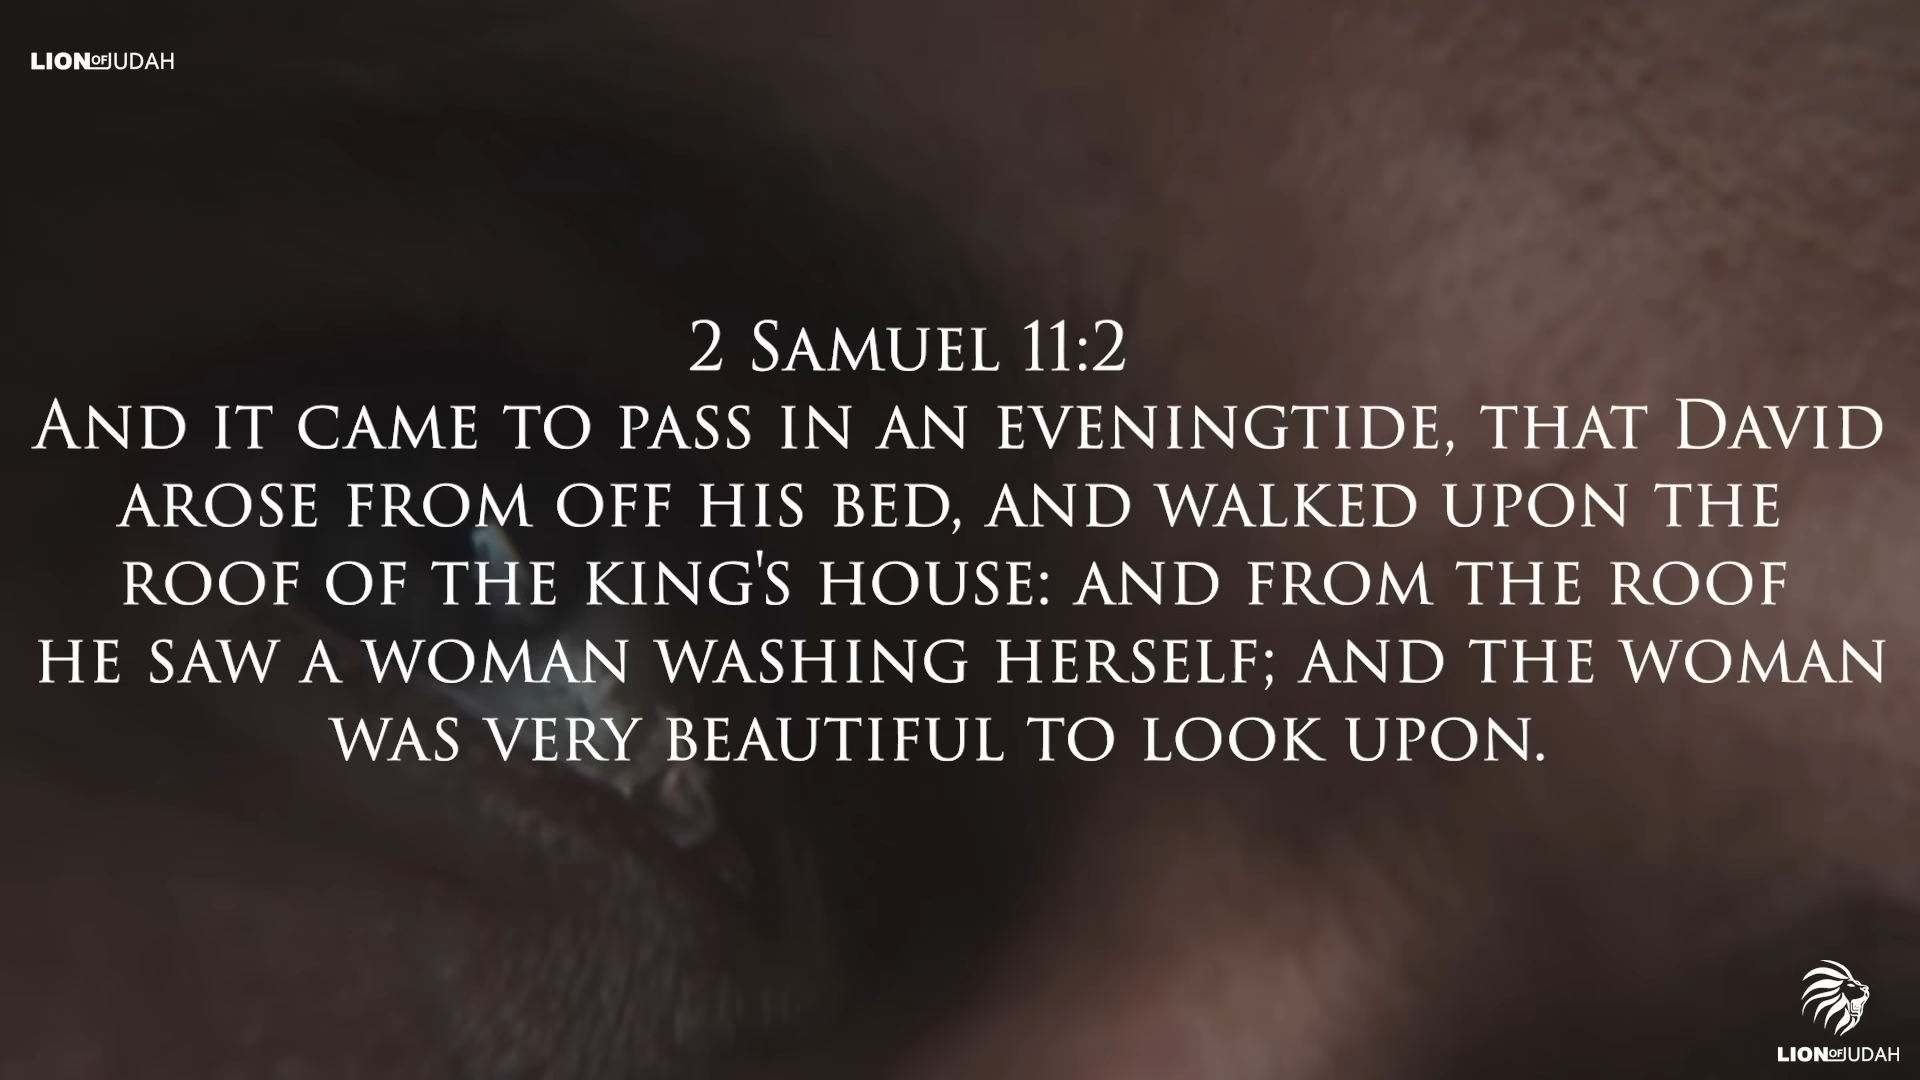 LION OF JUDAH
2 Samuel 11:2
And it came to pass in an eveningtide, that David
arose from off his bed, and walked upon the
roof of the king's house: and from the roof
he saw a woman washing herself; and the woman
was very beautiful to look upon.
LION OF JUDAH